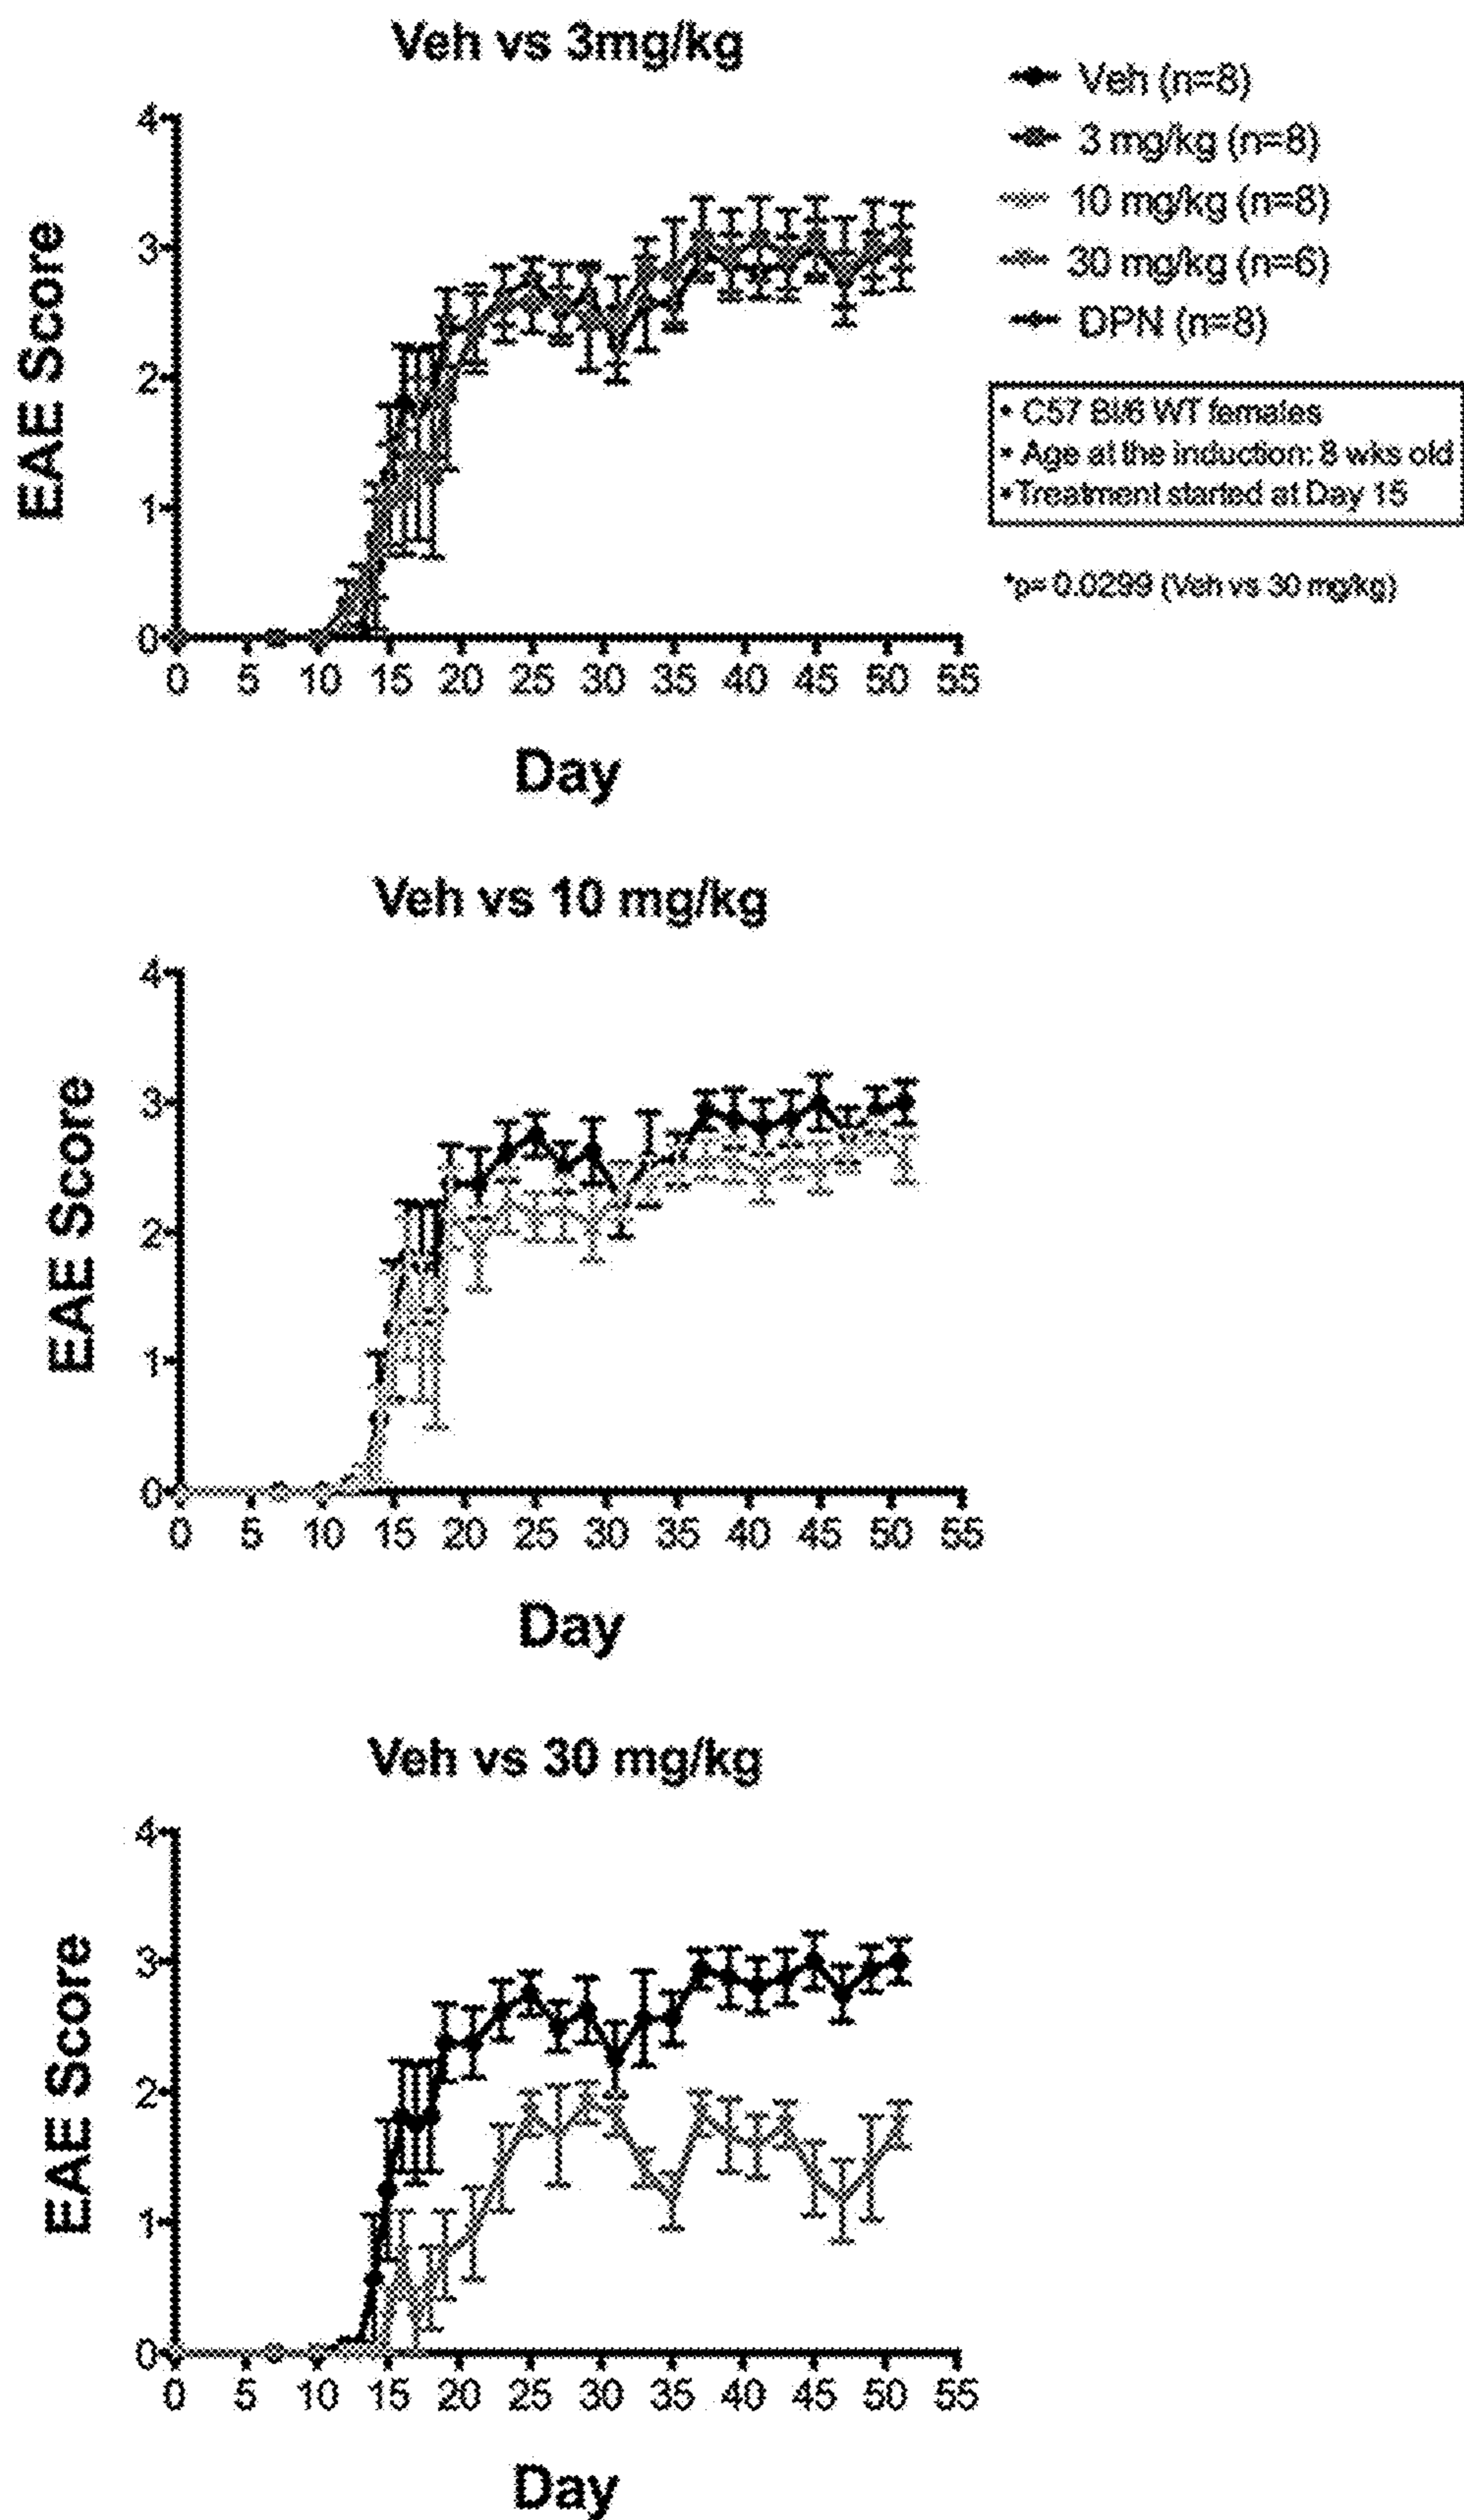 Veh vs 3mg/kg
Veh (n=8)
3 mg/kg (n=8)
10 mg/kg (n=8)
30 mg/kg (n=6)
DPN (n=8)
• C57 Bl/6 WT females
• Age at the induction: 8 wks old
• Treatment started at Day 15
*p= 0.0299 (Veh vs 30 mg/kg)
EAE Score
4
3
2
1
0
0 5 10 15 20 25 30 35 40 45 50 55
Day
Veh vs 10 mg/kg
EAE Score
4
3
2
1
0
0 5 10 15 20 25 30 35 40 45 50 55
Day
Veh vs 30 mg/kg
EAE Score
4
3
2
1
0
0 5 10 15 20 25 30 35 40 45 50 55
Day